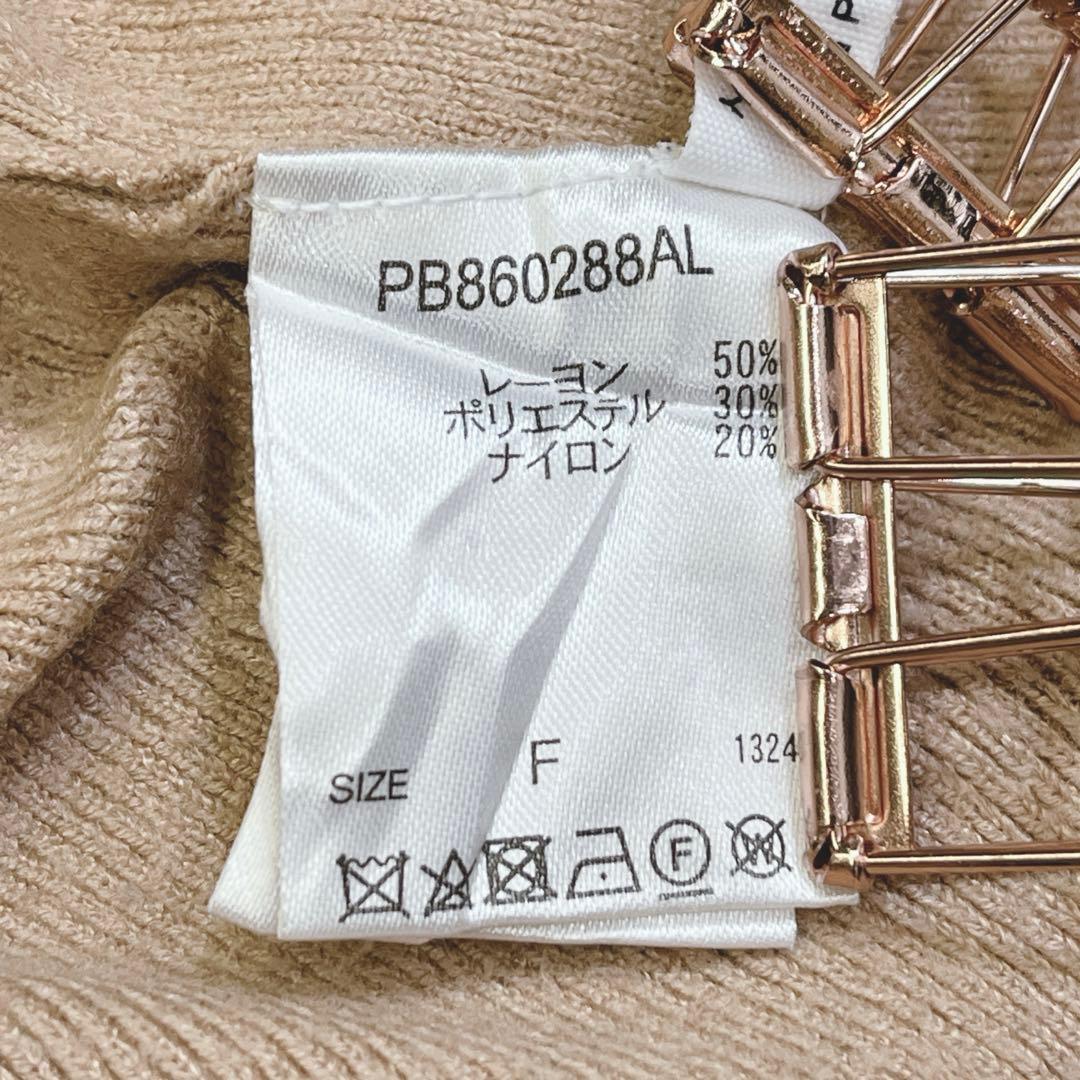 PB860288AL
レーヨン 50%
ポリエステル 30%
ナイロン 20%
SIZE F 1324
F W